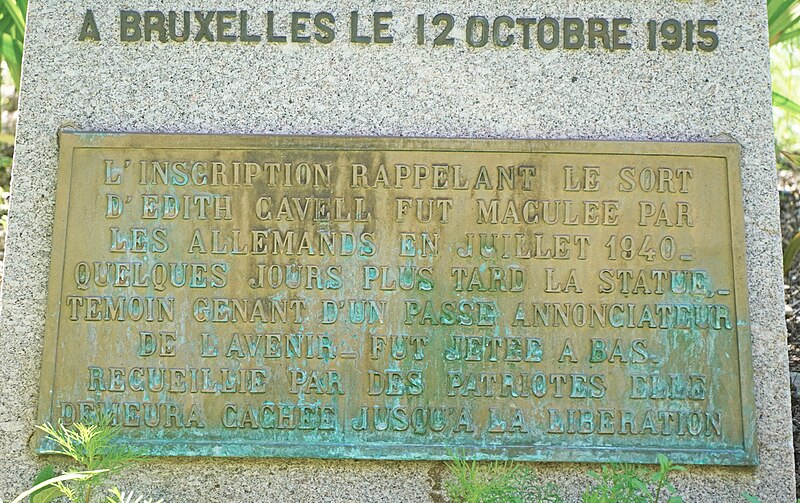 A BRUXELLES LE 12 OCTOBRE 1915
L'INSCRIPTION RAPPELANT LE SORT
D'EDITH CAVELL FUT MACULEE PAR
LES ALLEMANDS EN JUILLET 1940_
QUELQUES JOURS PLUS TARD LA STATUE,_
TEMOIN GENANT D'UN PASSE ANNONCIATEUR
DE L'AVENIR_ FUT JETEE A BAS.
RECUEILLIE PAR DES PATRIOTES ELLE
DEMEURA CACHEE JUSQU'A LA LIBERATION